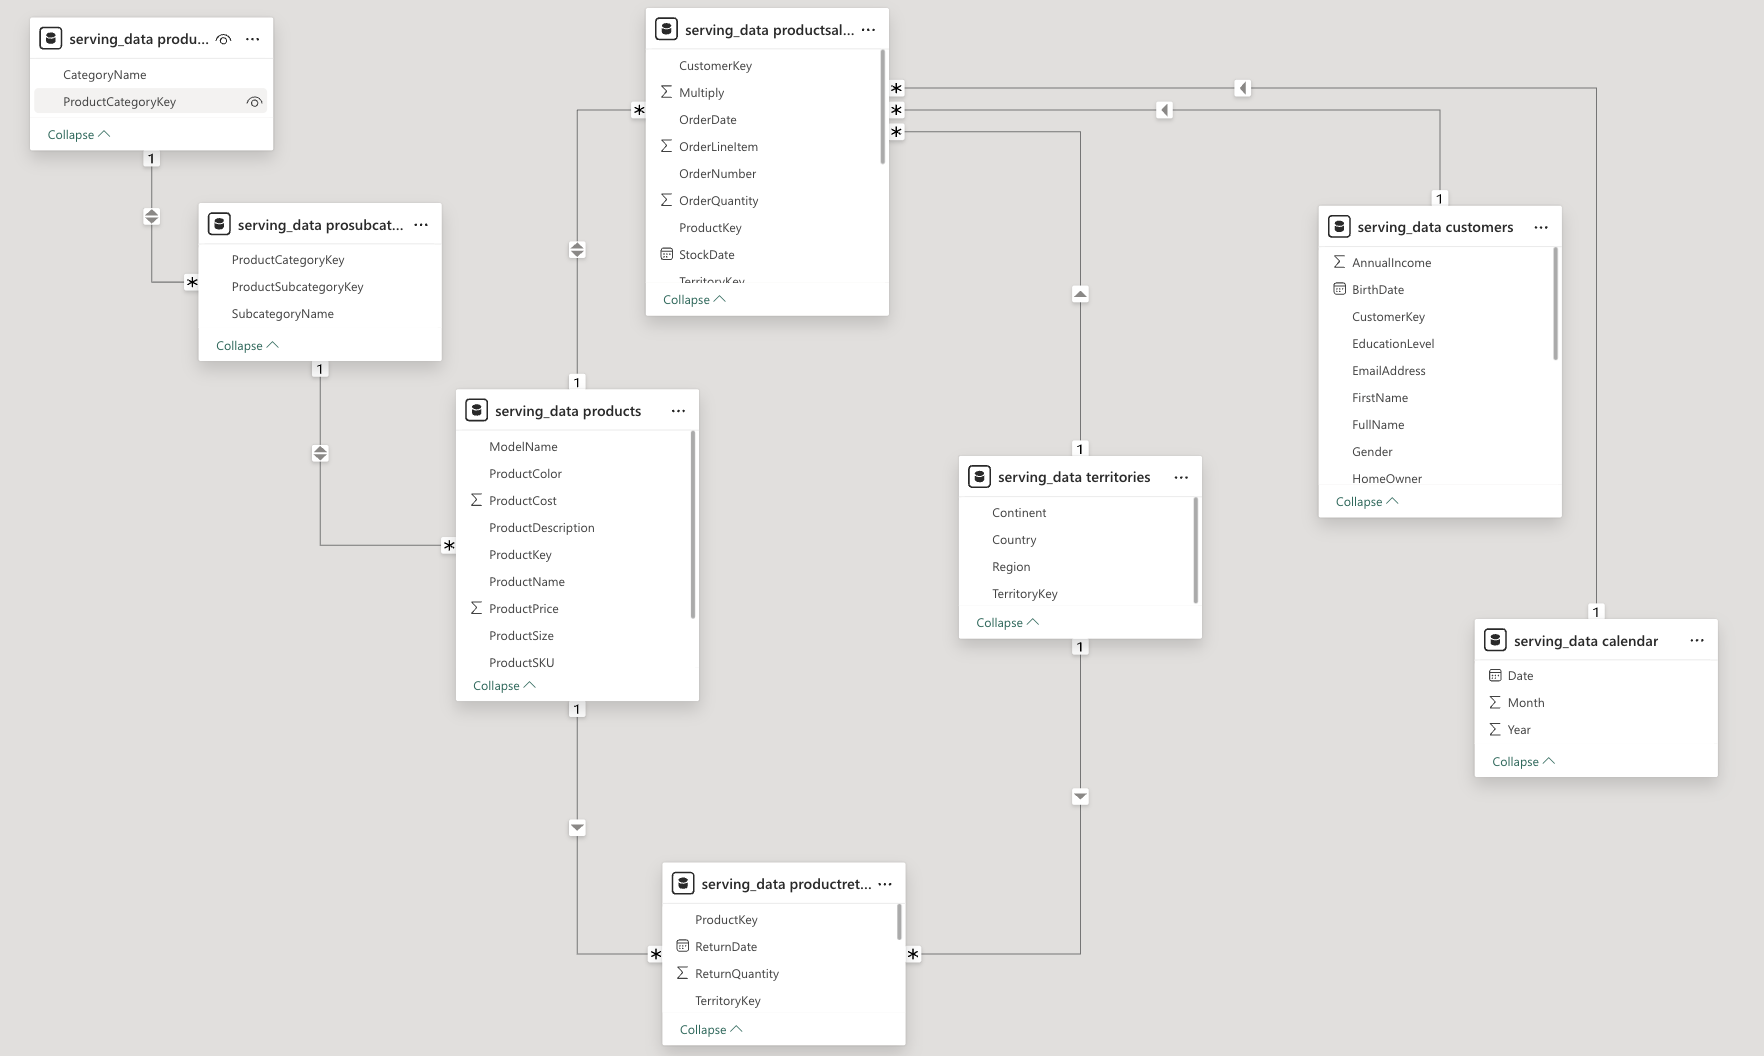 serving_data produ...
CategoryName
ProductCategoryKey
Collapse
1
*
serving_data prosubcat...
ProductCategoryKey
ProductSubcategoryKey
SubcategoryName
Collapse
1
*
serving_data productsal...
CustomerKey
Multiply
OrderDate
OrderLineItem
OrderNumber
OrderQuantity
ProductKey
StockDate
TerritoryKey
Collapse
*
*
*
*
1
serving_data products
ModelName
ProductColor
ProductCost
ProductDescription
ProductKey
ProductName
ProductPrice
ProductSize
ProductSKU
Collapse
1
1
serving_data territories
Continent
Country
Region
TerritoryKey
Collapse
1
1
serving_data customers
AnnualIncome
BirthDate
CustomerKey
EducationLevel
EmailAddress
FirstName
FullName
Gender
HomeOwner
Collapse
1
serving_data calendar
Date
Month
Year
Collapse
*
*
serving_data productret...
ProductKey
ReturnDate
ReturnQuantity
TerritoryKey
Collapse